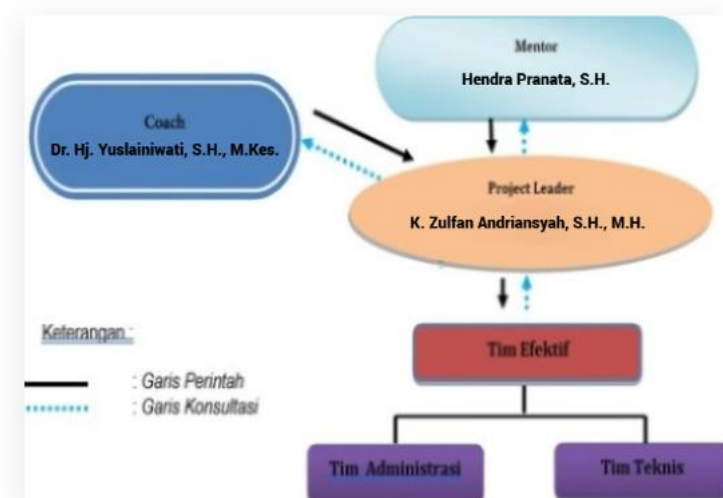 Mentor
Hendra Pranata, S.H.
Coach
Dr. Hj. Yuslainiwati, S.H., M.Kes.
Project Leader
K. Zulfan Andriansyah, S.H., M.H.
Tim Efektif
Keterangan :
: Garis Perintah
: Garis Konsultasi
Tim Administrasi
Tim Teknis